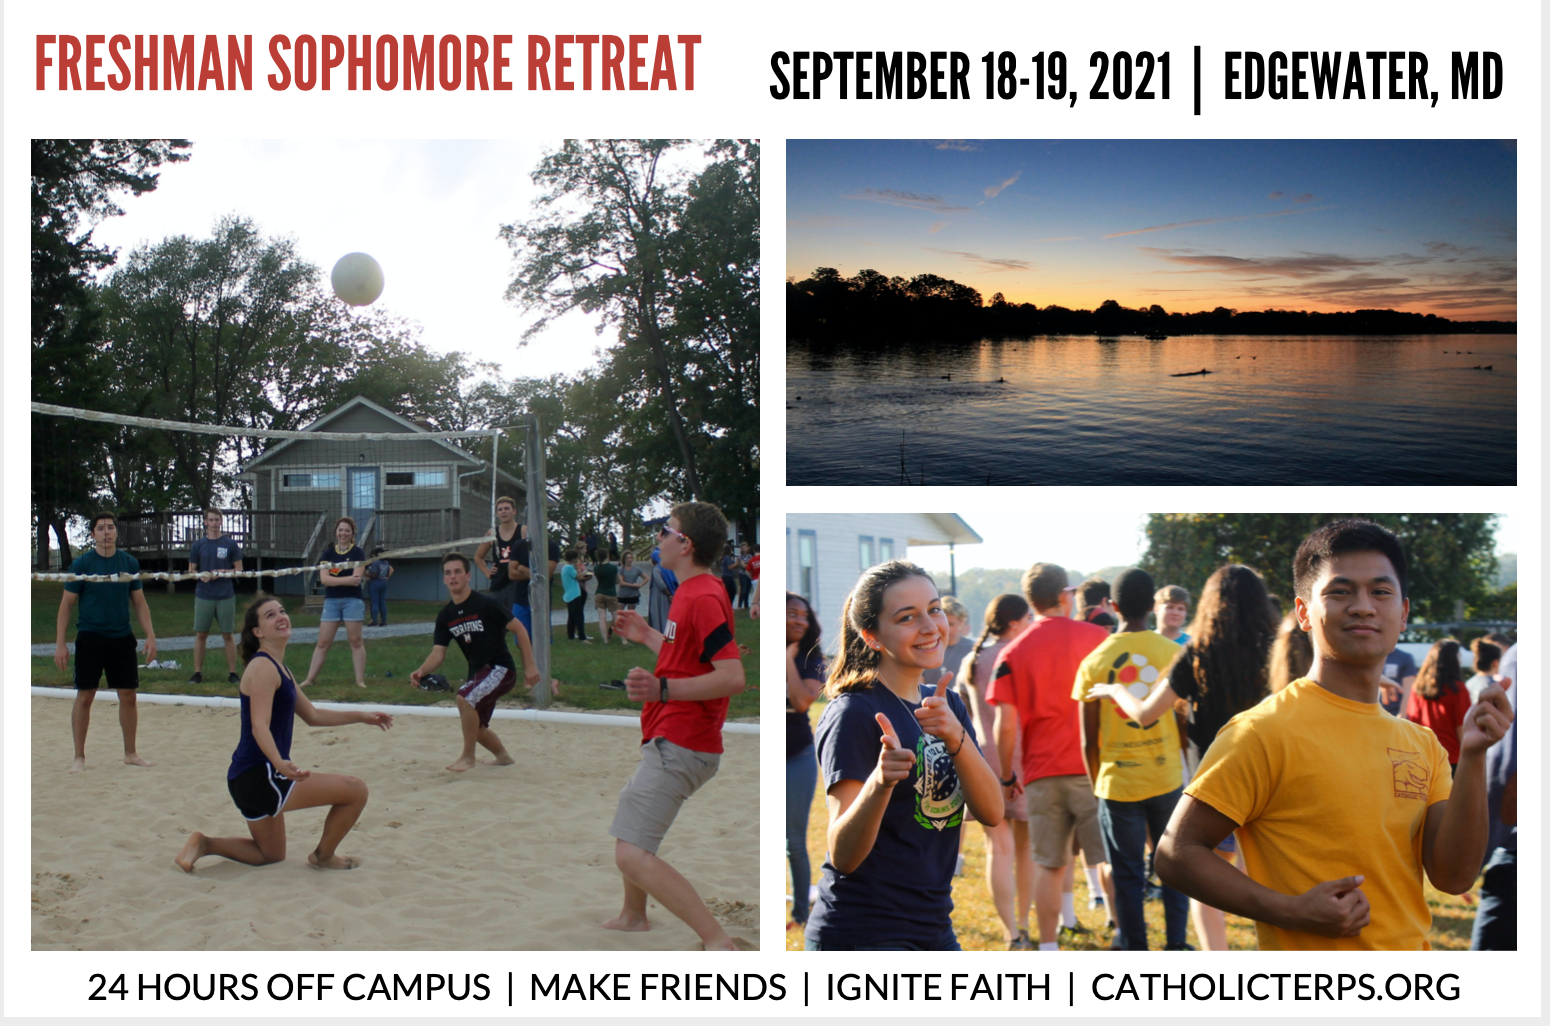 FRESHMAN SOPHOMORE RETREAT
SEPTEMBER 18-19, 2021 | EDGEWATER, MD
TERRAPINS
24 HOURS OFF CAMPUS | MAKE FRIENDS | IGNITE FAITH | CATHOLICTERPS.ORG